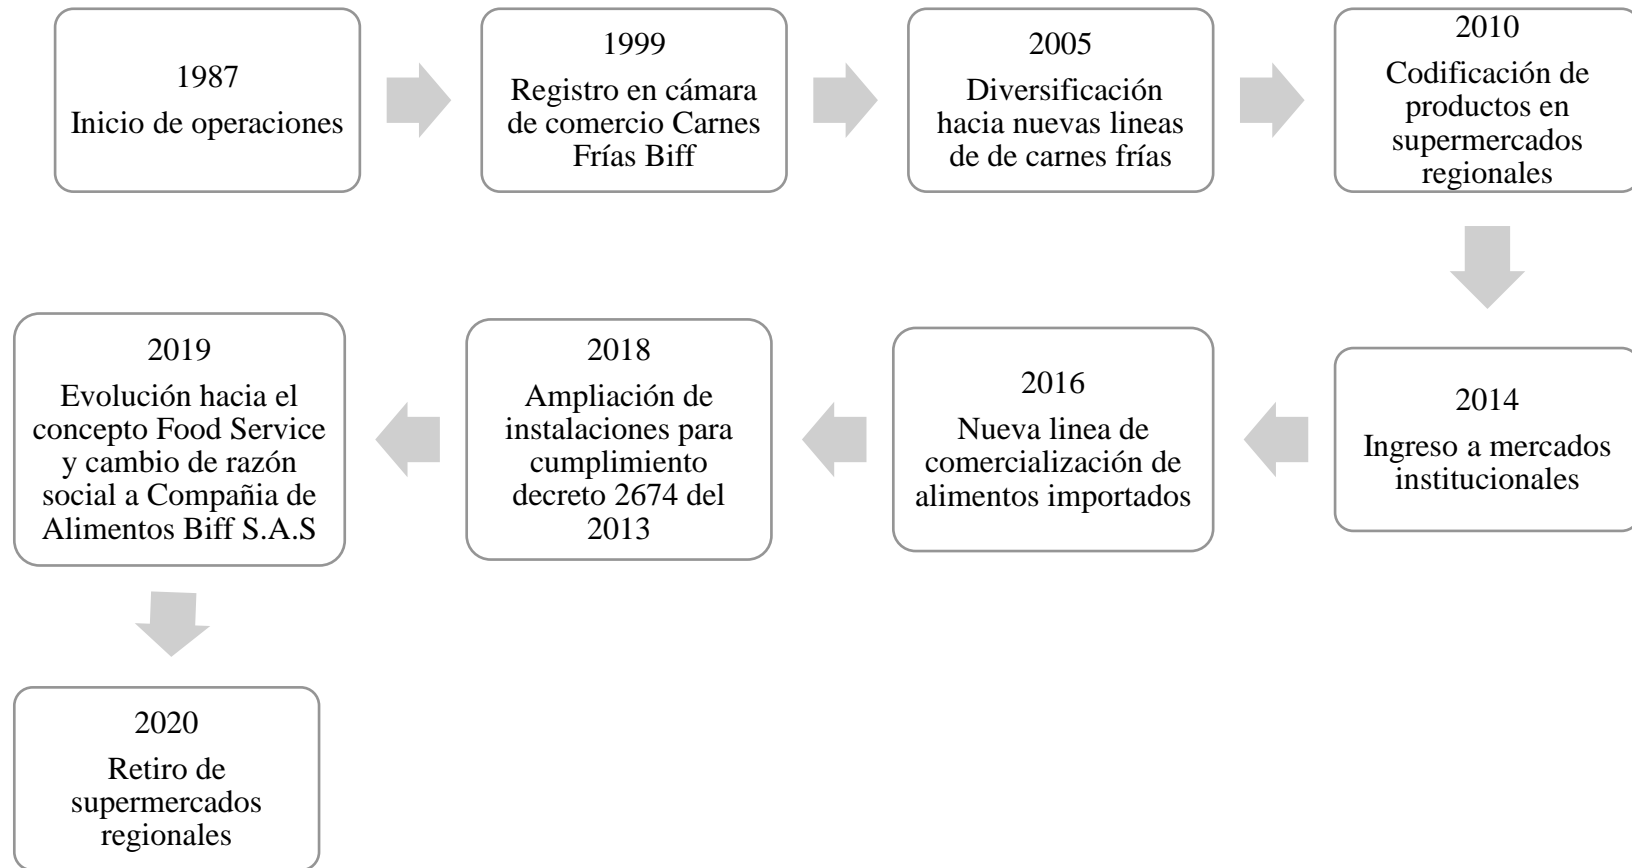 1987
Inicio de operaciones
1999
Registro en cámara
de comercio Carnes
Frías Biff
2005
Diversificación
hacia nuevas lineas
de de carnes frías
2010
Codificación de
productos en
supermercados
regionales
2014
Ingreso a mercados
institucionales
2016
Nueva linea de
comercialización de
alimentos importados
2018
Ampliación de
instalaciones para
cumplimiento
decreto 2674 del
2013
2019
Evolución hacia el
concepto Food Service
y cambio de razón
social a Compañia de
Alimentos Biff S.A.S
2020
Retiro de
supermercados
regionales